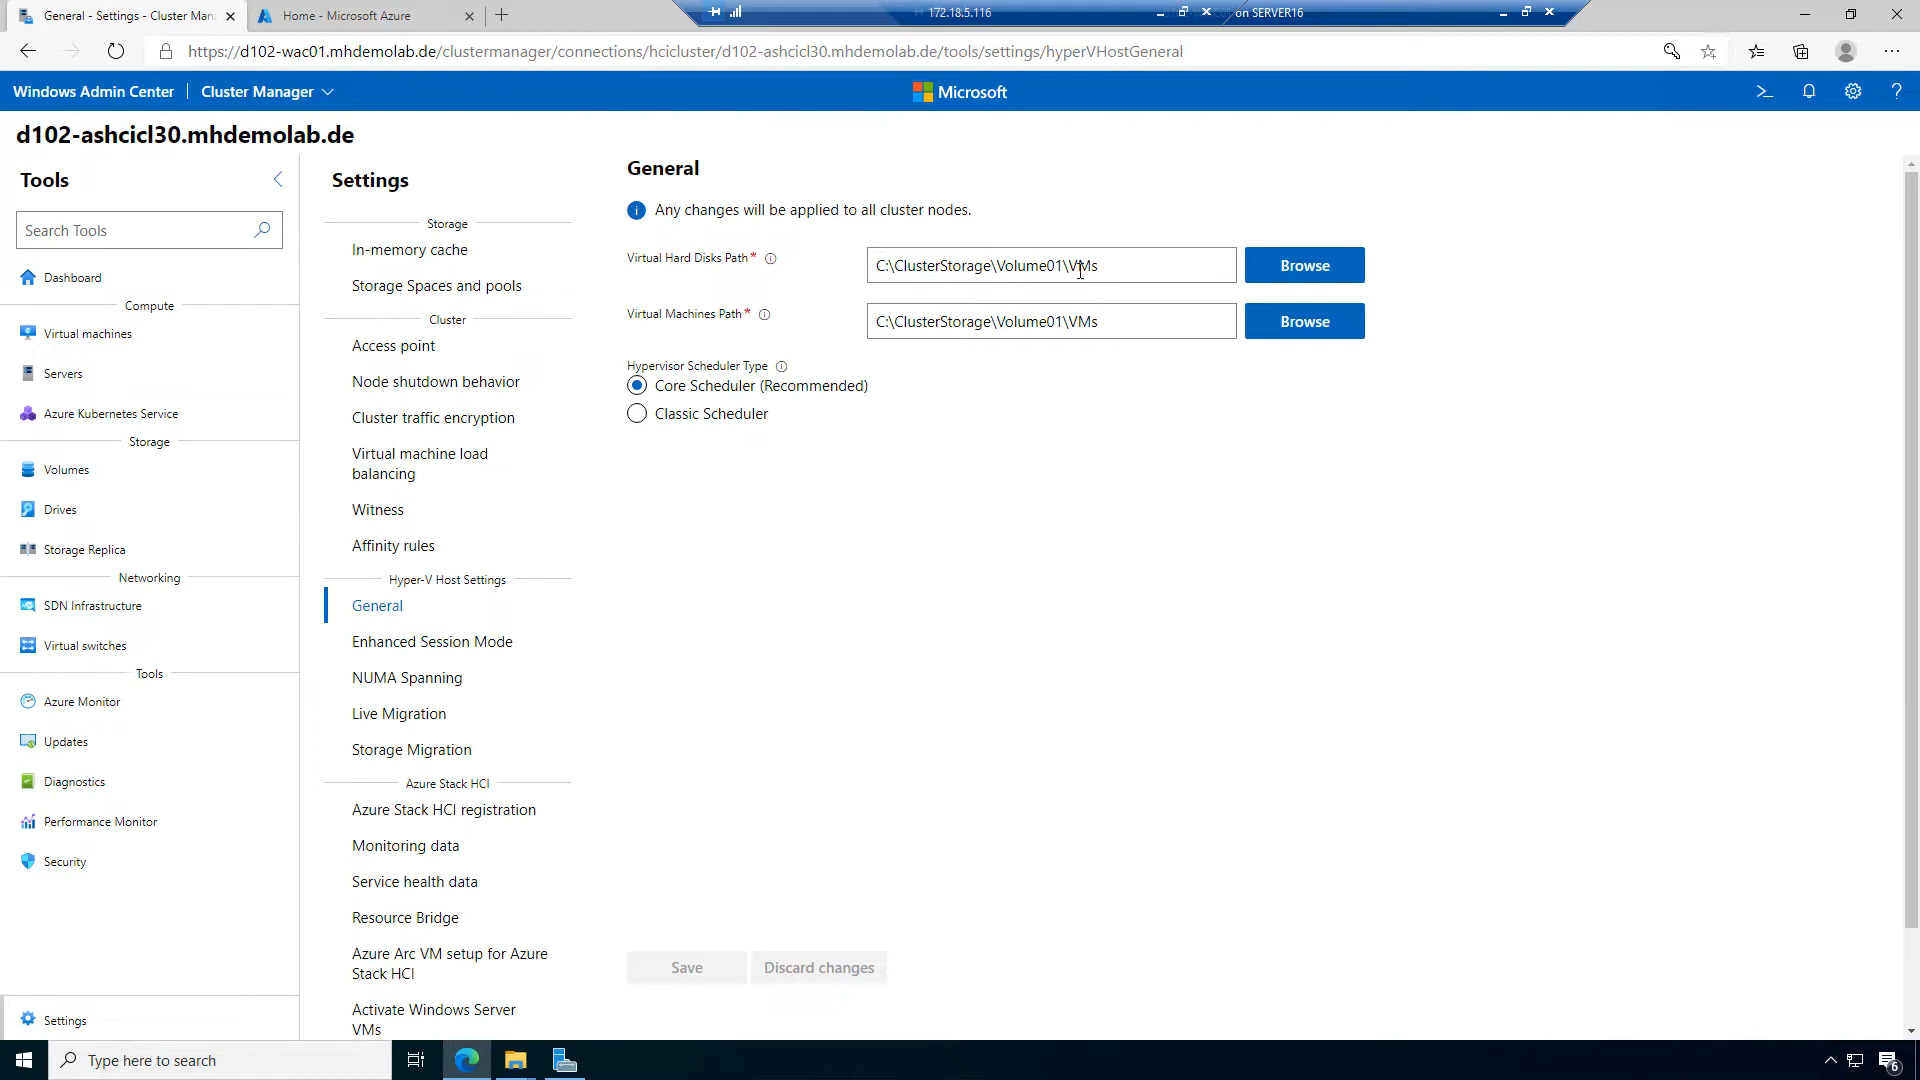 General - Settings - Cluster Man
Home - Microsoft Azure
172.18.5.116
on SERVER16
https://d102-wac01.mhdemolab.de/clustermanager/connections/hcicluster/d102-ashcicl30.mhdemolab.de/tools/settings/hyperVHostGeneral
Windows Admin Center
Cluster Manager
Microsoft
d102-ashcicl30.mhdemolab.de
Tools
Search Tools
Dashboard
Compute
Virtual machines
Servers
Azure Kubernetes Service
Storage
Volumes
Drives
Storage Replica
Networking
SDN Infrastructure
Virtual switches
Tools
Azure Monitor
Updates
Diagnostics
Performance Monitor
Security
Settings
Settings
Storage
In-memory cache
Storage Spaces and pools
Cluster
Access point
Node shutdown behavior
Cluster traffic encryption
Virtual machine load
balancing
Witness
Affinity rules
Hyper-V Host Settings
General
Enhanced Session Mode
NUMA Spanning
Live Migration
Storage Migration
Azure Stack HCI
Azure Stack HCI registration
Monitoring data
Service health data
Resource Bridge
Azure Arc VM setup for Azure
Stack HCI
Activate Windows Server
VMs
General
Any changes will be applied to all cluster nodes.
Virtual Hard Disks Path *
C:\ClusterStorage\Volume01\VMs
Browse
Virtual Machines Path *
C:\ClusterStorage\Volume01\VMs
Browse
Hypervisor Scheduler Type
Core Scheduler (Recommended)
Classic Scheduler
Save
Discard changes
Type here to search
6